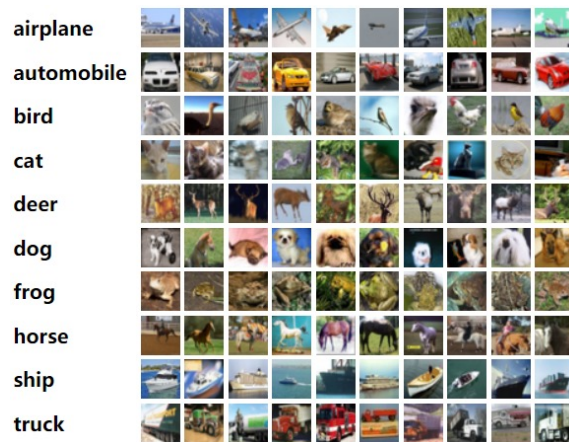 airplane
automobile
bird
cat
deer
dog
frog
horse
ship
truck